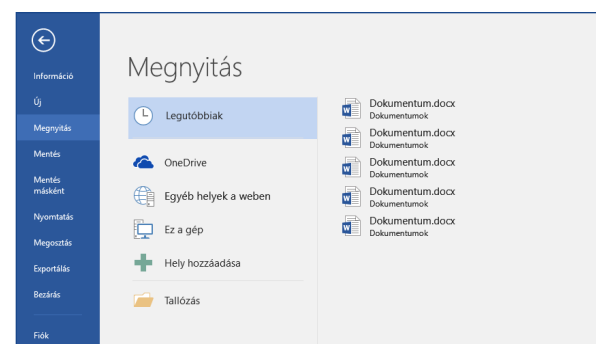 Információ
Új
Megnyitás
Mentés
Mentés
másként
Nyomtatás
Megosztás
Exportálás
Bezárás
Fiók
Megnyitás
Legutóbbiak
OneDrive
Egyéb helyek a weben
Ez a gép
Hely hozzáadása
Tallózás
Dokumentum.docx
Dokumentumok
Dokumentum.docx
Dokumentumok
Dokumentum.docx
Dokumentumok
Dokumentum.docx
Dokumentumok
Dokumentum.docx
Dokumentumok